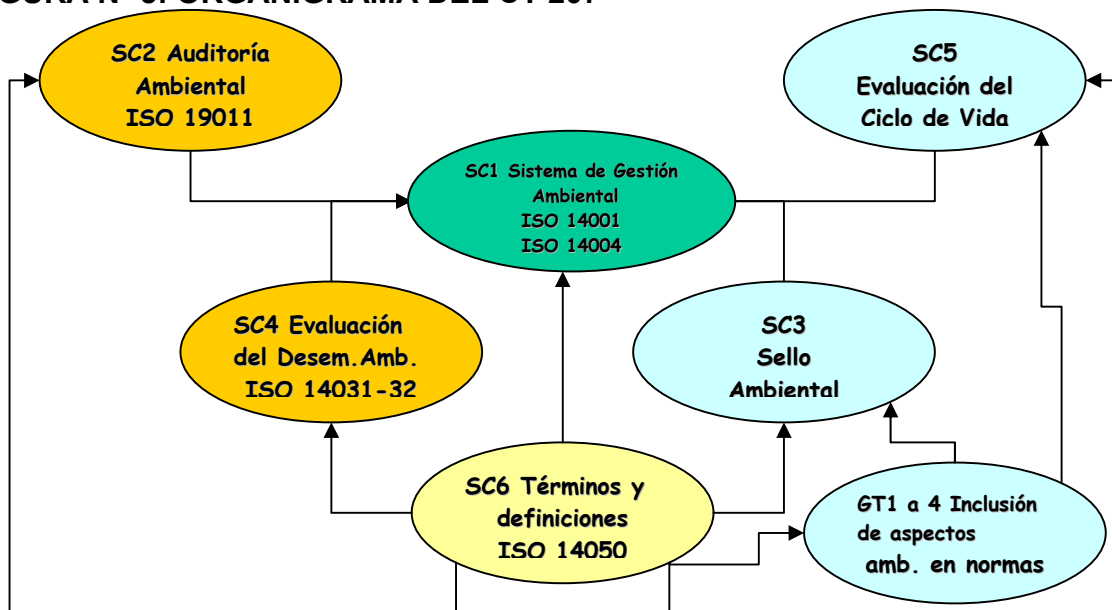 SC2 Auditoría
Ambiental
ISO 19011
SC5
Evaluación del
Ciclo de Vida
SC1 Sistema de Gestión
Ambiental
ISO 14001
ISO 14004
SC4 Evaluación
del Desem.Amb.
ISO 14031-32
SC3
Sello
Ambiental
SC6 Términos y
definiciones
ISO 14050
GT1 a 4 Inclusión
de aspectos
amb. en normas